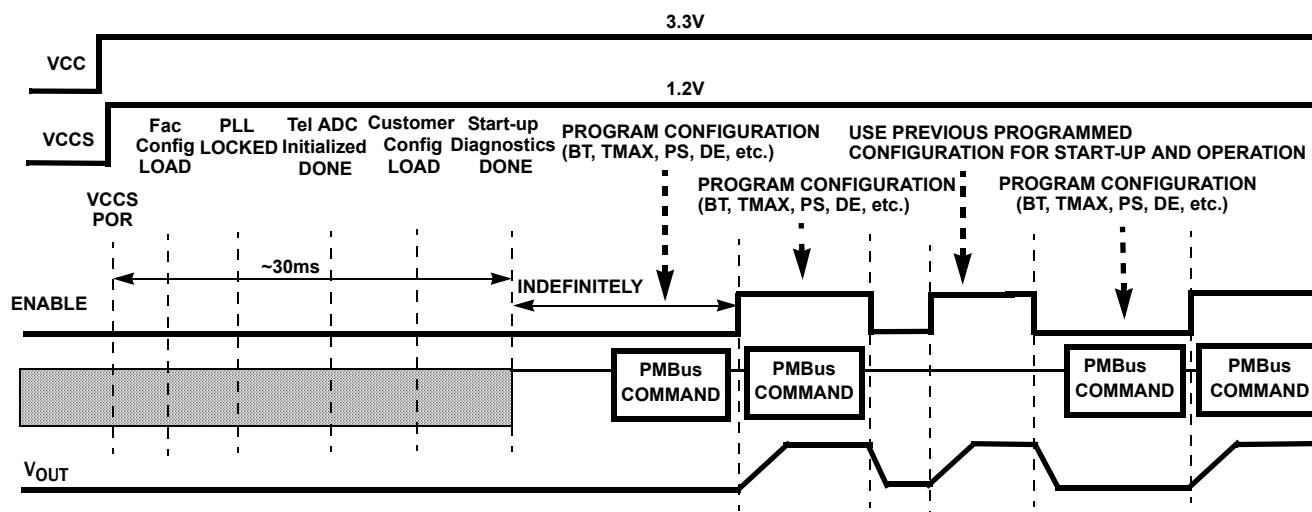 3.3V
VCC
1.2V
VCCS
Fac
Config
LOAD
PLL
LOCKED
Tel ADC
Initialized
DONE
Customer
Config
LOAD
Start-up
Diagnostics
DONE
PROGRAM CONFIGURATION
(BT, TMAX, PS, DE, etc.)
USE PREVIOUS PROGRAMMED
CONFIGURATION FOR START-UP AND OPERATION
PROGRAM CONFIGURATION
(BT, TMAX, PS, DE, etc.)
PROGRAM CONFIGURATION
(BT, TMAX, PS, DE, etc.)
VCCS
POR
~30ms
INDEFINITELY
ENABLE
PMBus
COMMAND
PMBus
COMMAND
PMBus
COMMAND
PMBus
COMMAND
VOUT